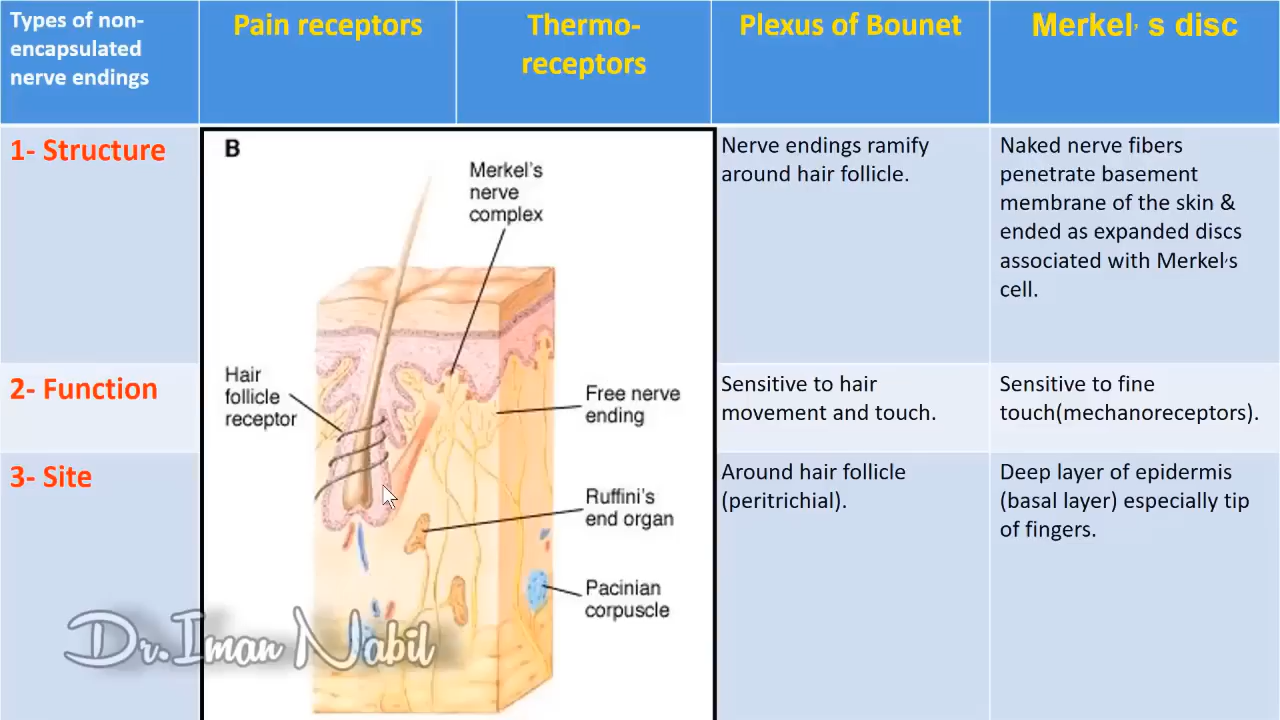 Types of non-
encapsulated
nerve endings
Pain receptors
Thermo-
receptors
Plexus of Bounet
Merkel, s disc
1- Structure
B
Merkel's
nerve
complex
Hair
follicle
receptor
Free nerve
ending
Ruffini's
end organ
Pacinian
corpuscle
Nerve endings ramify
around hair follicle.
Naked nerve fibers
penetrate basement
membrane of the skin &
ended as expanded discs
associated with Merkel,s
cell.
2- Function
Sensitive to hair
movement and touch.
Sensitive to fine
touch(mechanoreceptors).
3- Site
Around hair follicle
(peritrichial).
Deep layer of epidermis
(basal layer) especially tip
of fingers.
Dr.Iman Nabil